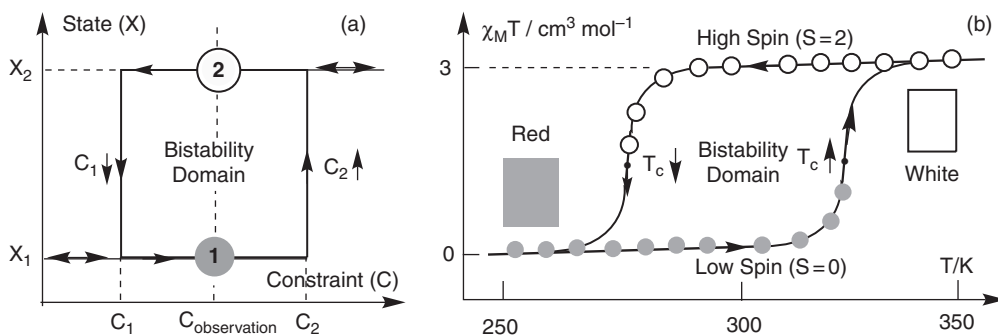 State (X)
(a)
X2
2
C1↓
Bistability
Domain
C2↑
X1
1
Constraint (C)
C1
Cobservation
C2
χMT / cm³ mol⁻¹
(b)
High Spin (S = 2)
3
Red
Tc↓
Bistability
Domain
Tc↑
White
0
Low Spin (S = 0)
T/K
250
300
350